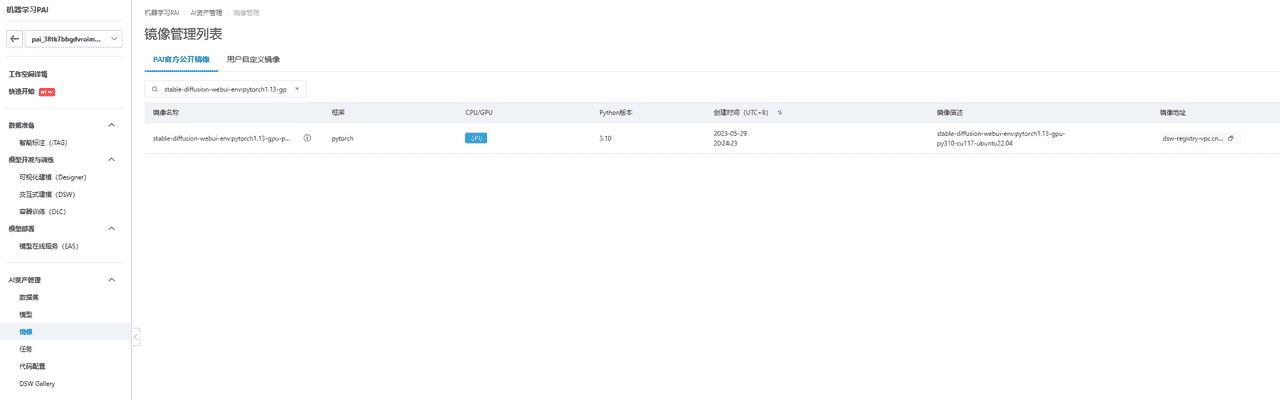 机器学习PAI
pai_38tk7bbgdvroim...
工作空间详情
快速开始 NEW
数据准备
智能标注（iTAG）
模型开发与训练
可视化建模（Designer）
交互式建模（DSW）
容器训练（DLC）
模型部署
模型在线服务（EAS）
AI资产管理
数据集
模型
镜像
任务
代码配置
DSW Gallery
机器学习PAI / AI资产管理 / 镜像管理
镜像管理列表
PAI官方公开镜像 用户自定义镜像
stable-diffusion-webui-env:pytorch1.13-gp ×
镜像名称 框架 CPU/GPU Python版本 创建时间（UTC+8） 镜像描述 镜像地址
stable-diffusion-webui-env:pytorch1.13-gpu-p... pytorch GPU 3.10 2023-05-29 stable-diffusion-webui-env:pytorch1.13-gpu- dsw-registry-vpc.cn...
20:24:23 py310-cu117-ubuntu22.04